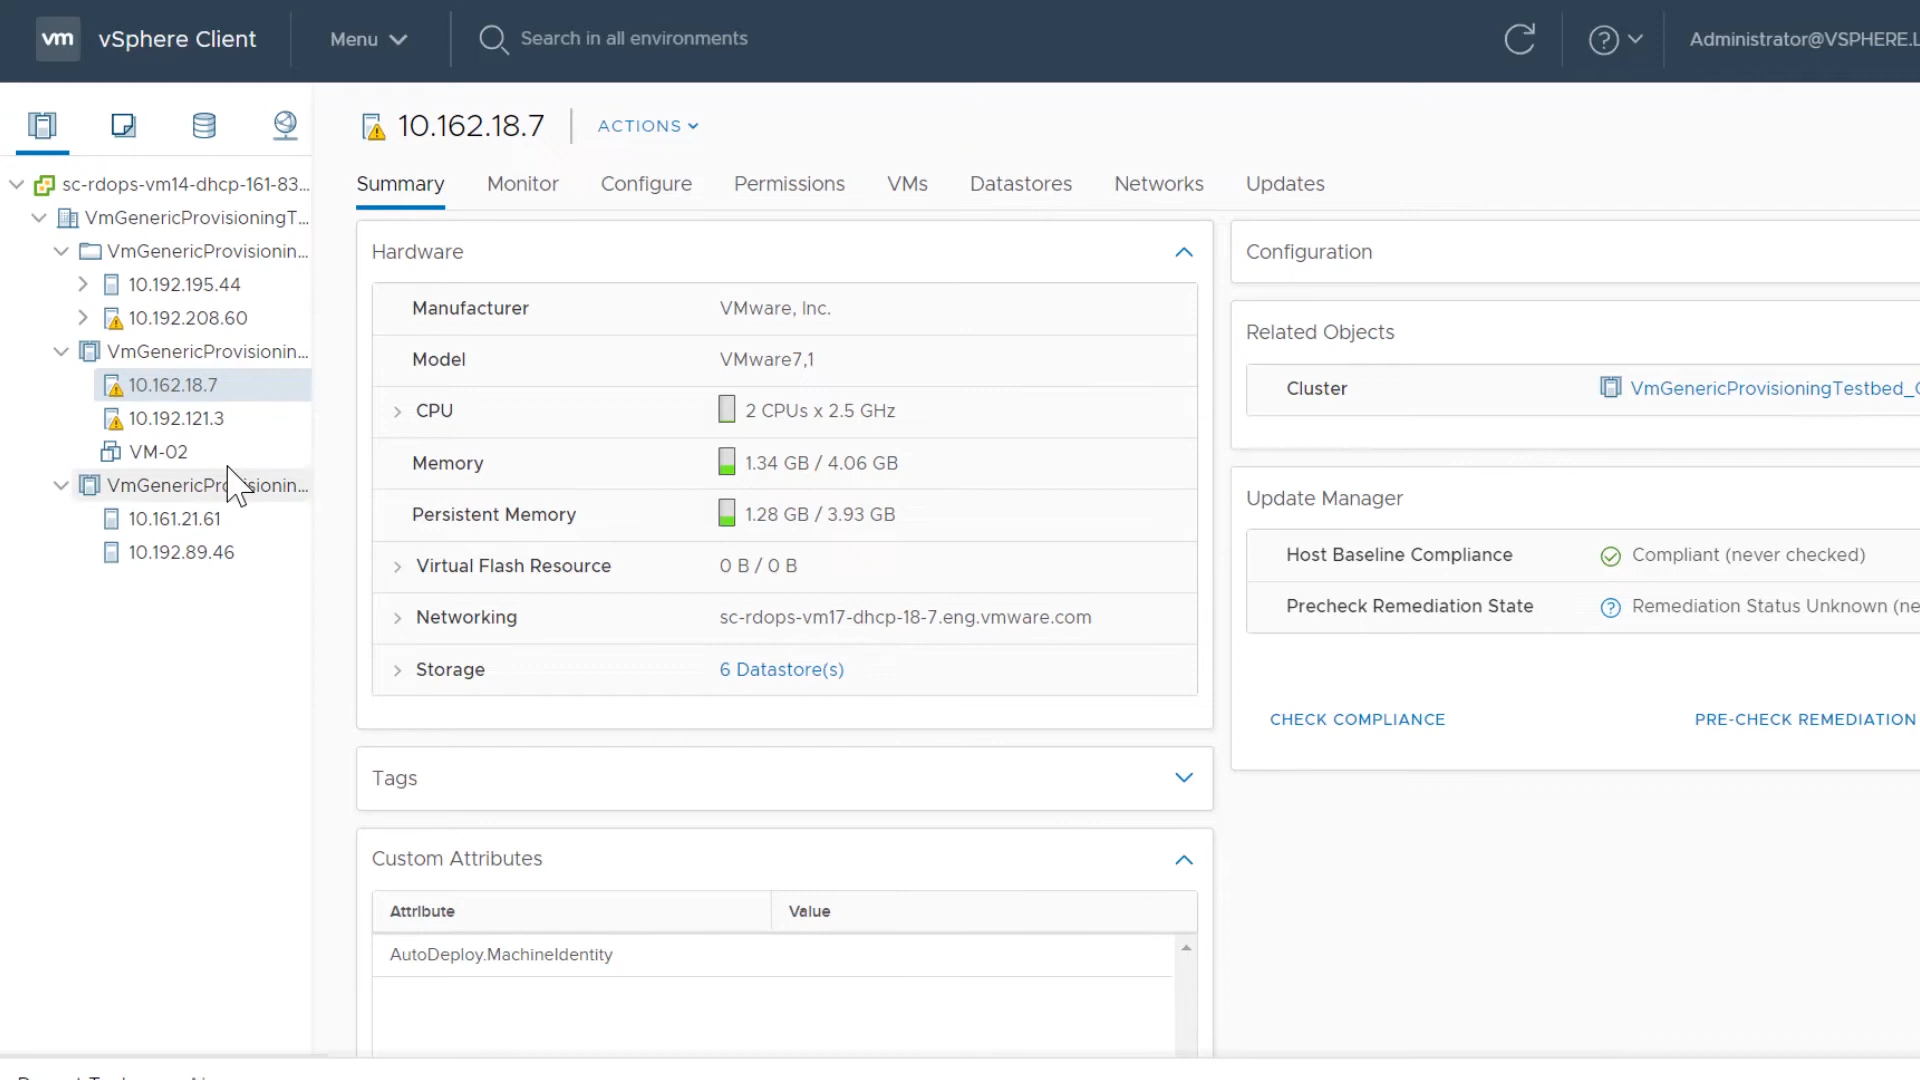 vm vSphere Client Menu Search in all environments Administrator@VSPHERE.L
10.162.18.7 ACTIONS
Summary Monitor Configure Permissions VMs Datastores Networks Updates
sc-rdops-vm14-dhcp-161-83...
VmGenericProvisioningT...
VmGenericProvisionin...
10.192.195.44
10.192.208.60
VmGenericProvisionin...
10.162.18.7
10.192.121.3
VM-02
VmGenericProvisionin...
10.161.21.61
10.192.89.46
Hardware
Manufacturer VMware, Inc.
Model VMware7,1
CPU 2 CPUs x 2.5 GHz
Memory 1.34 GB / 4.06 GB
Persistent Memory 1.28 GB / 3.93 GB
Virtual Flash Resource 0 B / 0 B
Networking sc-rdops-vm17-dhcp-18-7.eng.vmware.com
Storage 6 Datastore(s)
Tags
Custom Attributes
Attribute Value
AutoDeploy.MachineIdentity
Configuration
Related Objects
Cluster VmGenericProvisioningTestbed_
Update Manager
Host Baseline Compliance Compliant (never checked)
Precheck Remediation State Remediation Status Unknown (ne
CHECK COMPLIANCE PRE-CHECK REMEDIATION